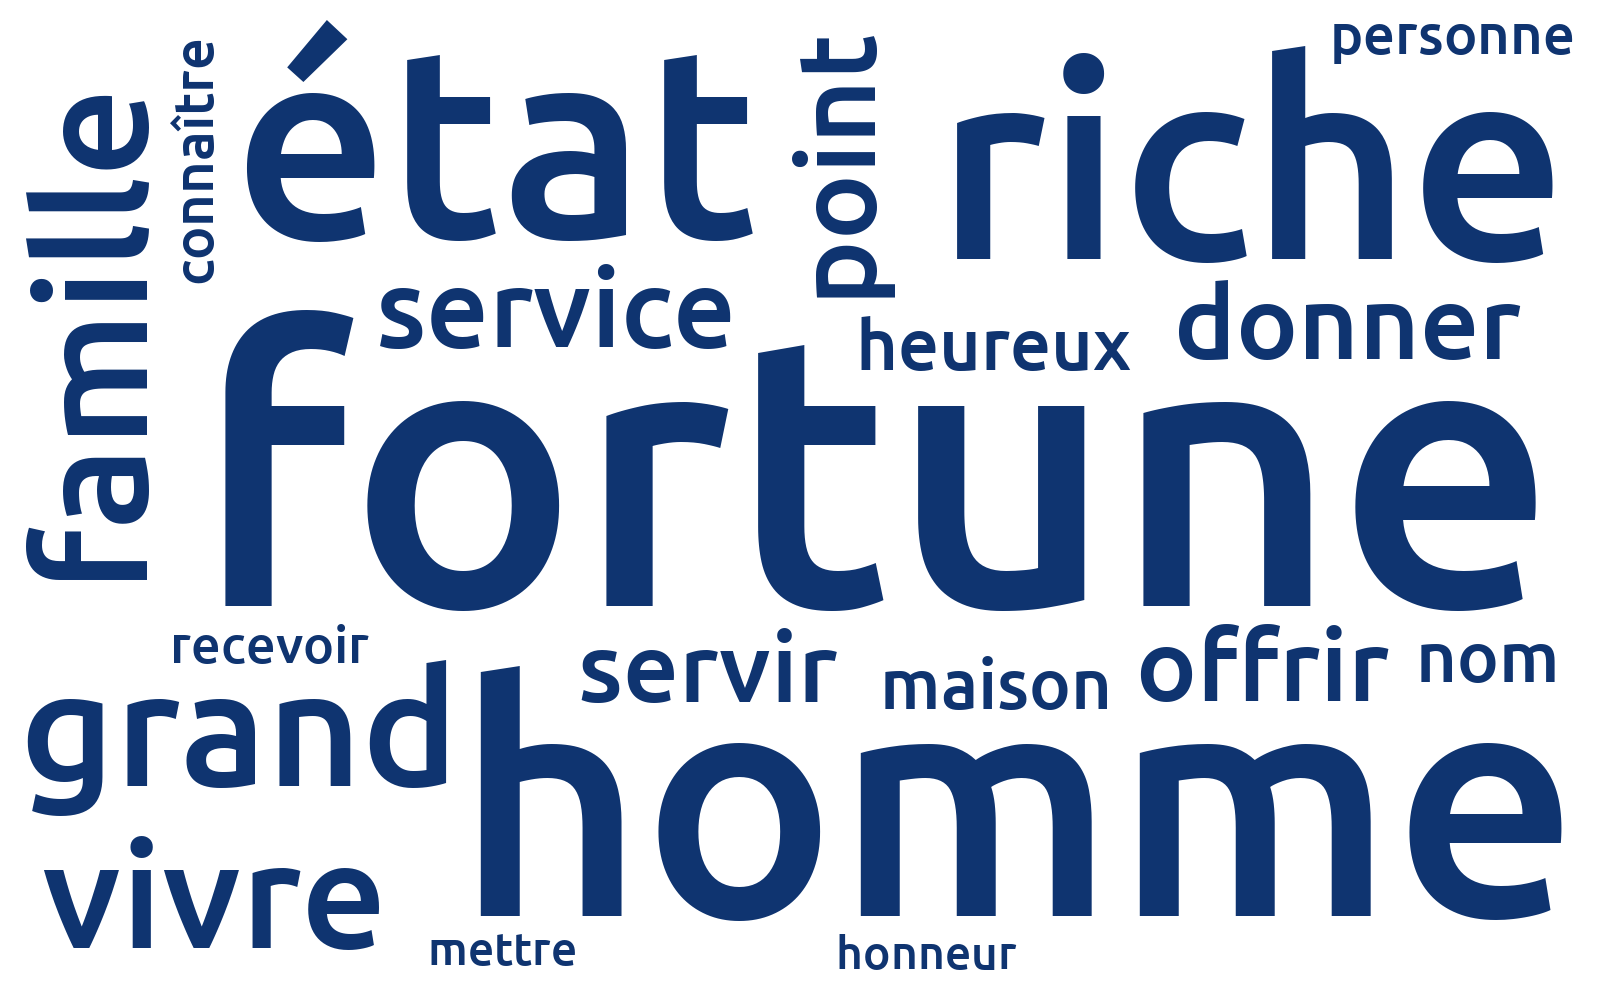 personne
connaître
état
point
riche
famille
service
heureux
donner
fortune
recevoir
servir
maison
offrir
nom
grand
homme
vivre
mettre
honneur